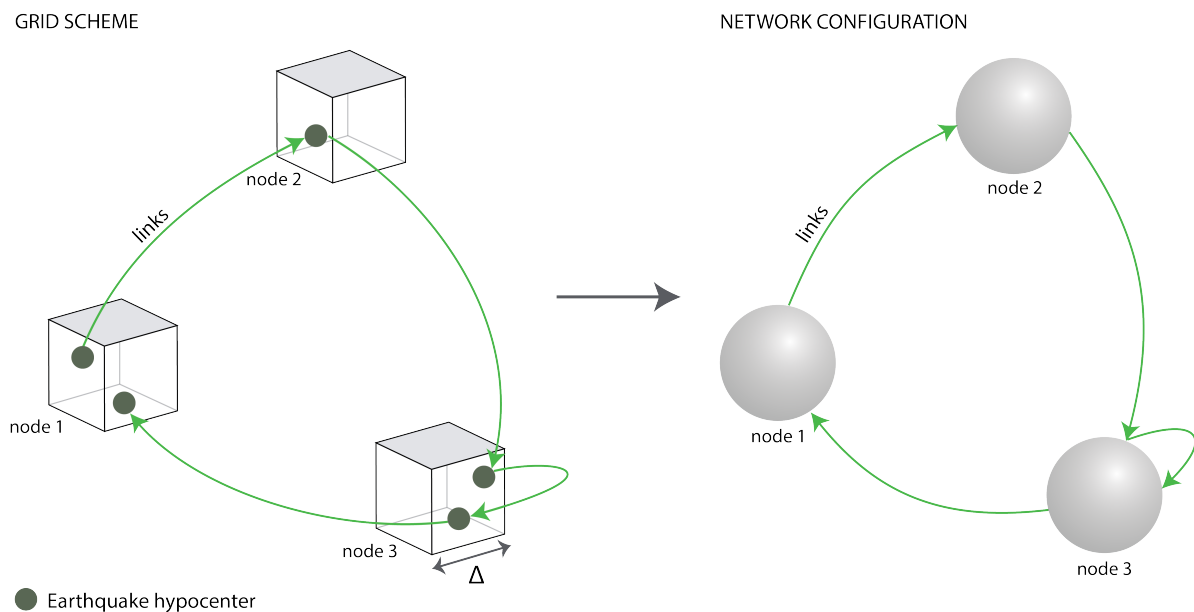 GRID SCHEME
NETWORK CONFIGURATION
node 2
links
node 1
node 3
Δ
Earthquake hypocenter
node 2
links
node 1
node 3